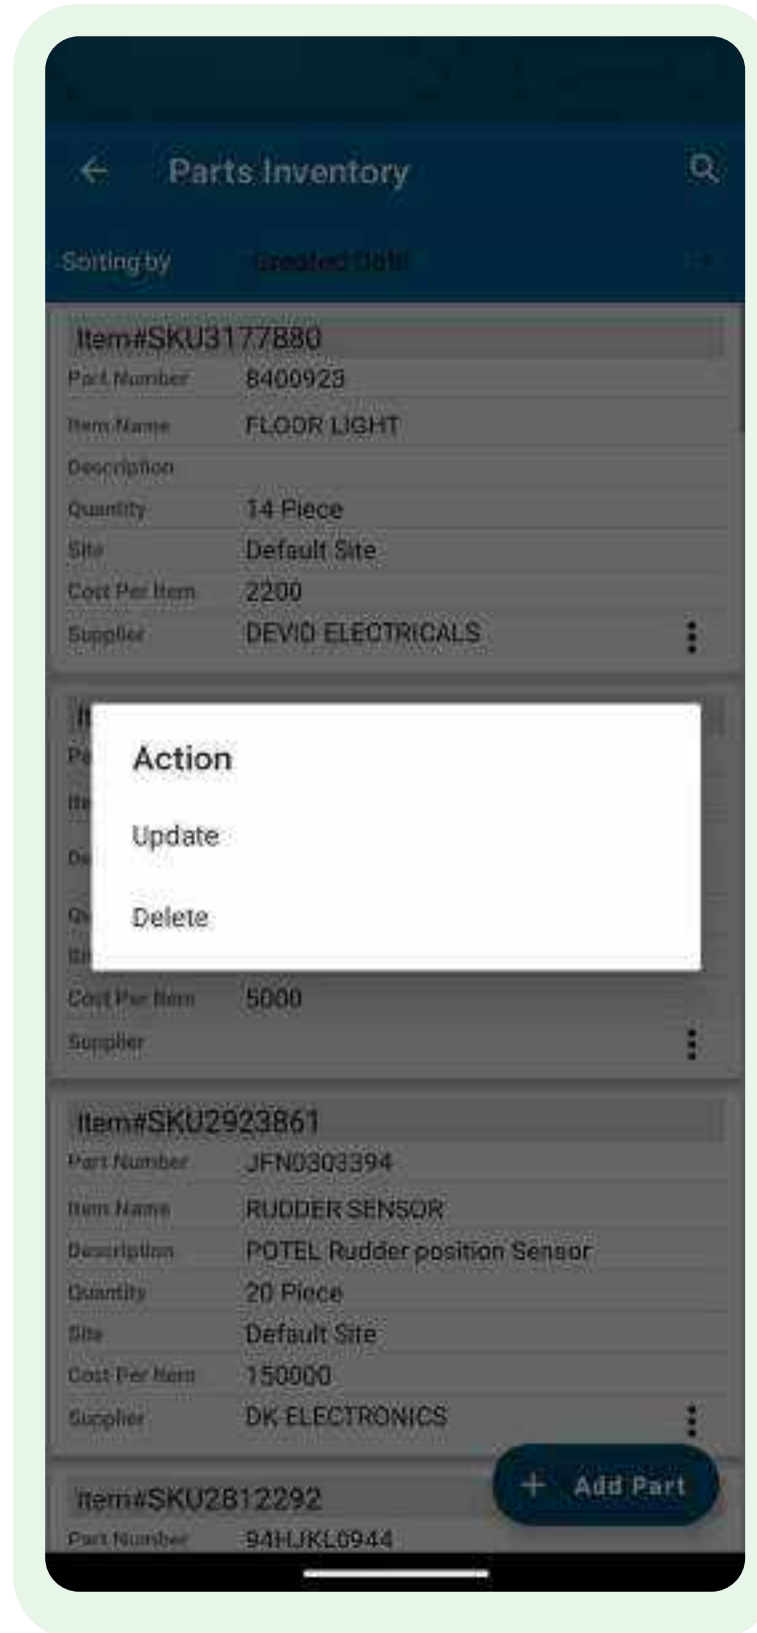 Parts Inventory
Sorting by Created Date
Item#SKU3177880
Part Number 8400923
Item Name FLOOR LIGHT
Description
Quantity 14 Piece
Site Default Site
Cost Per Item 2200
Supplier DEVID ELECTRICALS
Action
Update
Delete
Cost Per Item 5000
Supplier
Item#SKU2923861
Part Number JFN0303394
Item Name RUDDER SENSOR
Description POTEL Rudder position Sensor
Quantity 20 Piece
Site Default Site
Cost Per Item 150000
Supplier DK ELECTRONICS
+ Add Part
Item#SKU2812292
Part Number 94HJKL0944